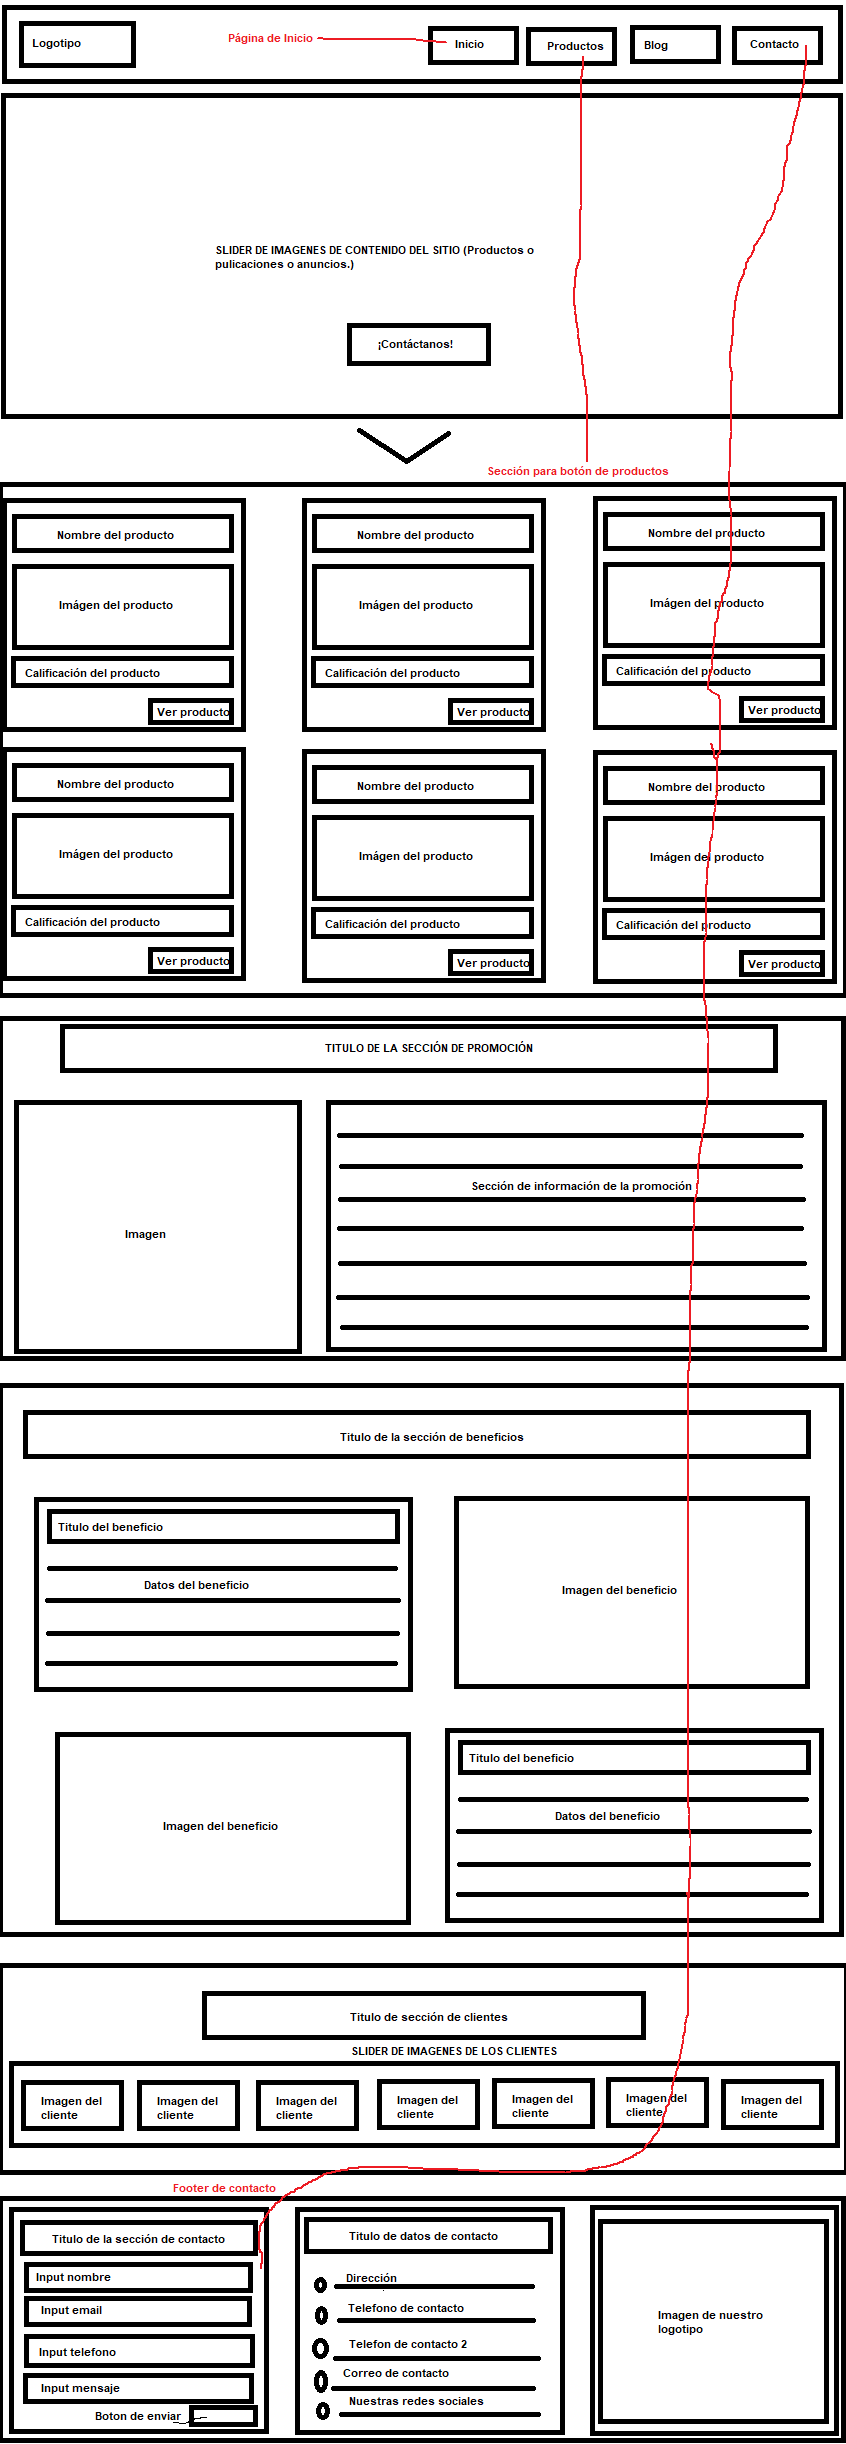 Logotipo
Página de Inicio
Inicio
Productos
Blog
Contacto
SLIDER DE IMAGENES DE CONTENIDO DEL SITIO (Productos o
pulicaciones o anuncios.)
¡Contáctanos!
Sección para botón de productos
Nombre del producto
Imágen del producto
Calificación del producto
Ver producto
Nombre del producto
Imágen del producto
Calificación del producto
Ver producto
Nombre del producto
Imágen del producto
Calificación del producto
Ver producto
Nombre del producto
Imágen del producto
Calificación del producto
Ver producto
Nombre del producto
Imágen del producto
Calificación del producto
Ver producto
Nombre del producto
Imágen del producto
Calificación del producto
Ver producto
TITULO DE LA SECCIÓN DE PROMOCIÓN
Imagen
Sección de información de la promoción
Titulo de la sección de beneficios
Titulo del beneficio
Datos del beneficio
Imagen del beneficio
Imagen del beneficio
Titulo del beneficio
Datos del beneficio
Titulo de sección de clientes
SLIDER DE IMAGENES DE LOS CLIENTES
Imagen del
cliente
Imagen del
cliente
Imagen del
cliente
Imagen del
cliente
Imagen del
cliente
Imagen del
cliente
Imagen del
cliente
Footer de contacto
Titulo de la sección de contacto
Input nombre
Input email
Input telefono
Input mensaje
Boton de enviar
Titulo de datos de contacto
Dirección
Telefono de contacto
Telefon de contacto 2
Correo de contacto
Nuestras redes sociales
Imagen de nuestro
logotipo